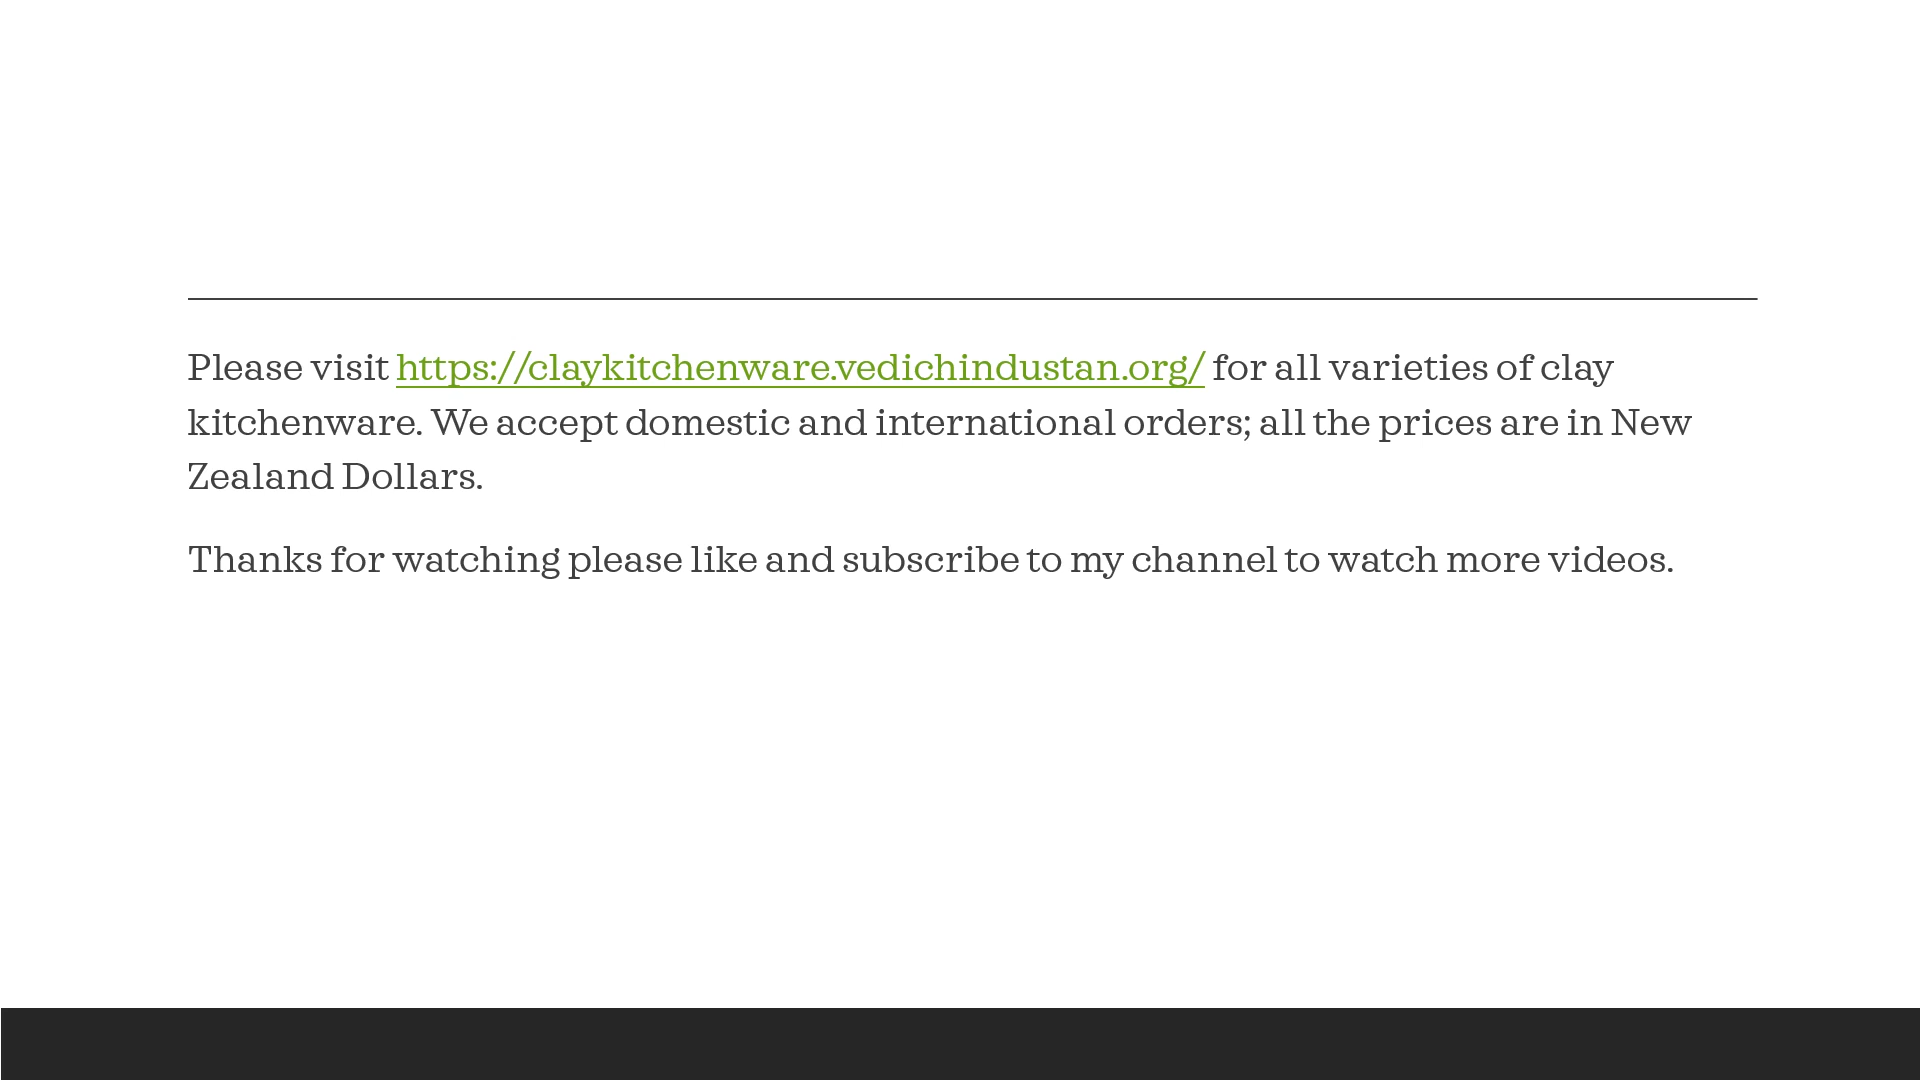 Please visit https://claykitchenware.vedichindustan.org/ for all varieties of clay
kitchenware. We accept domestic and international orders; all the prices are in New
Zealand Dollars.
Thanks for watching please like and subscribe to my channel to watch more videos.